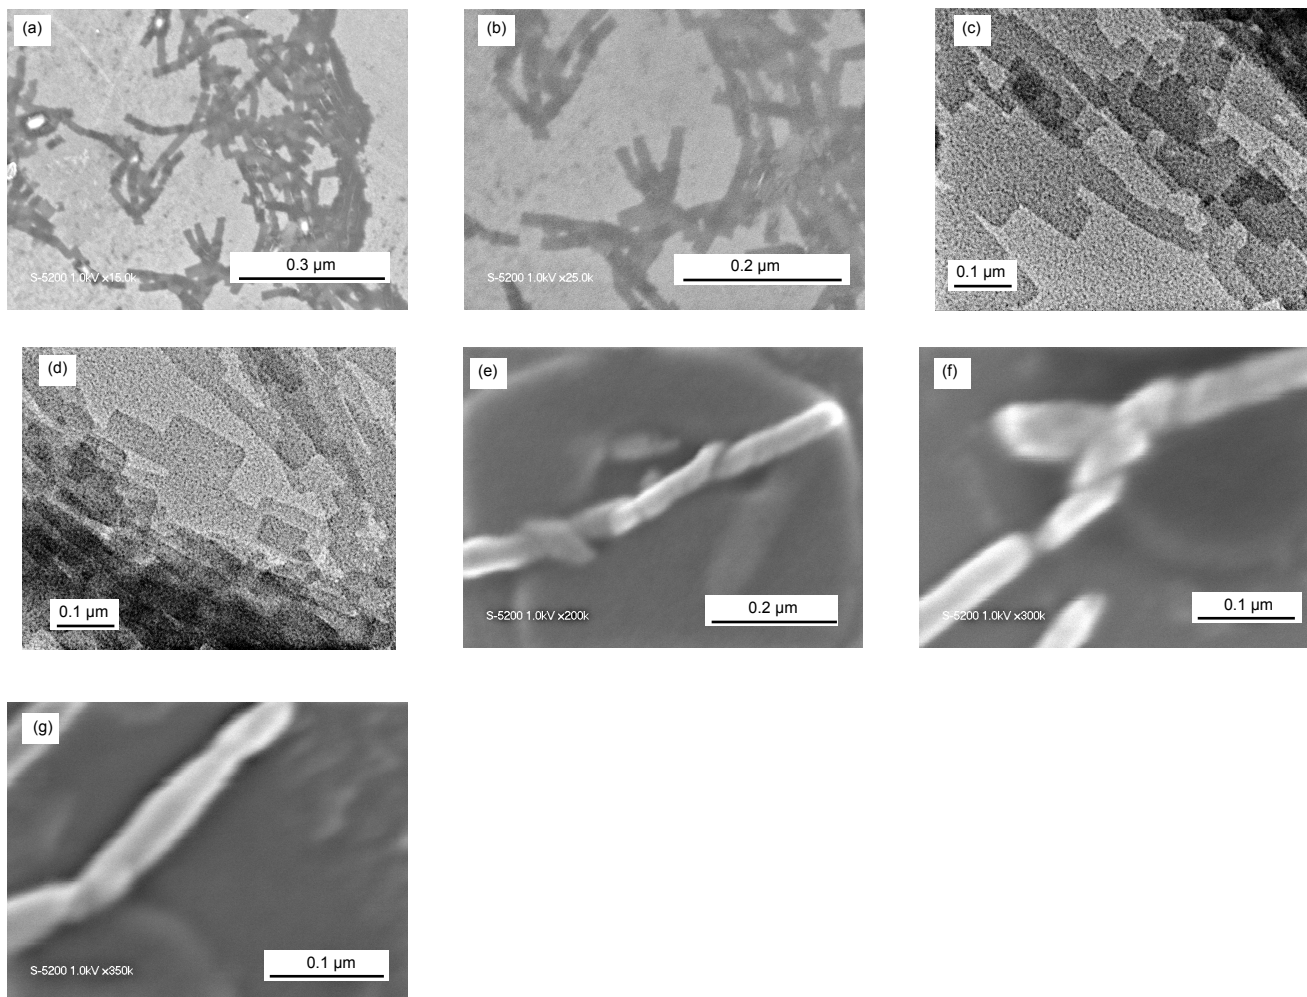 (a)
0.3 µm
S-5200 1.0kV x15.0k
(b)
0.2 µm
S-5200 1.0kV x25.0k
(c)
0.1 µm
(d)
0.1 µm
(e)
0.2 µm
S-5200 1.0kV x200k
(f)
0.1 µm
S-5200 1.0kV x300k
(g)
0.1 µm
S-5200 1.0kV x350k